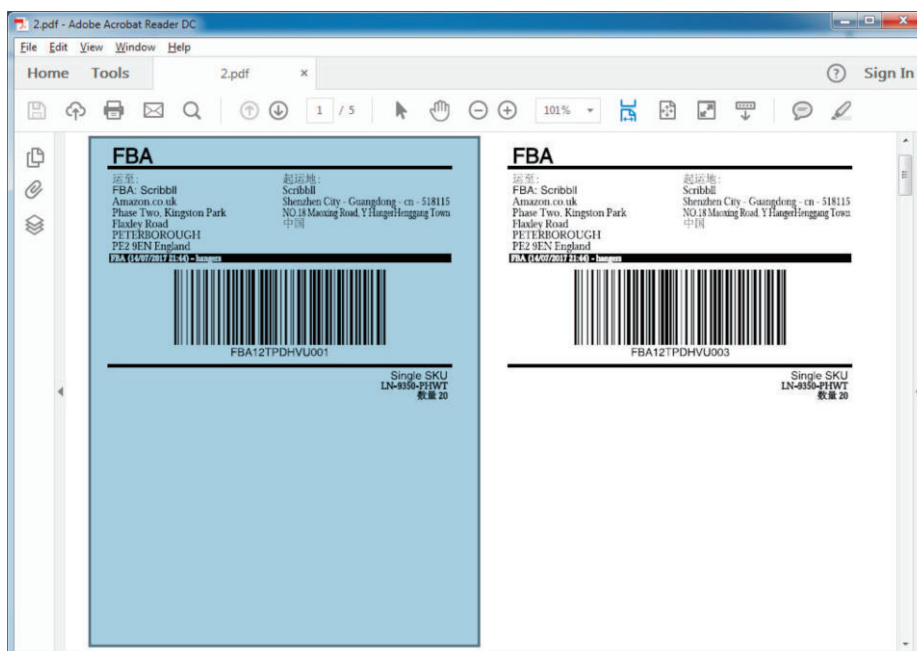 2.pdf - Adobe Acrobat Reader DC
File Edit View Window Help
Home Tools 2.pdf × ? Sign In
1 / 5 101%
FBA
运至:
FBA: Scribbll
Amazon.co.uk
Phase Two, Kingston Park
Flaxley Road
PETERBOROUGH
PE2 9EN England
起运地:
Scribbll
Shenzhen City - Guangdong - cn - 518115
NO.18 Maoxing Road, Y HangerHenggang Town
中国
FBA (14/07/2017 21:44) - hangers
FBA12TPDHVU001
Single SKU
LN-9350-PHWT
数量 20
FBA
运至:
FBA: Scribbll
Amazon.co.uk
Phase Two, Kingston Park
Flaxley Road
PETERBOROUGH
PE2 9EN England
起运地:
Scribbll
Shenzhen City - Guangdong - cn - 518115
NO.18 Maoxing Road, Y HangerHenggang Town
中国
FBA (14/07/2017 21:44) - hangers
FBA12TPDHVU003
Single SKU
LN-9350-PHWT
数量 20